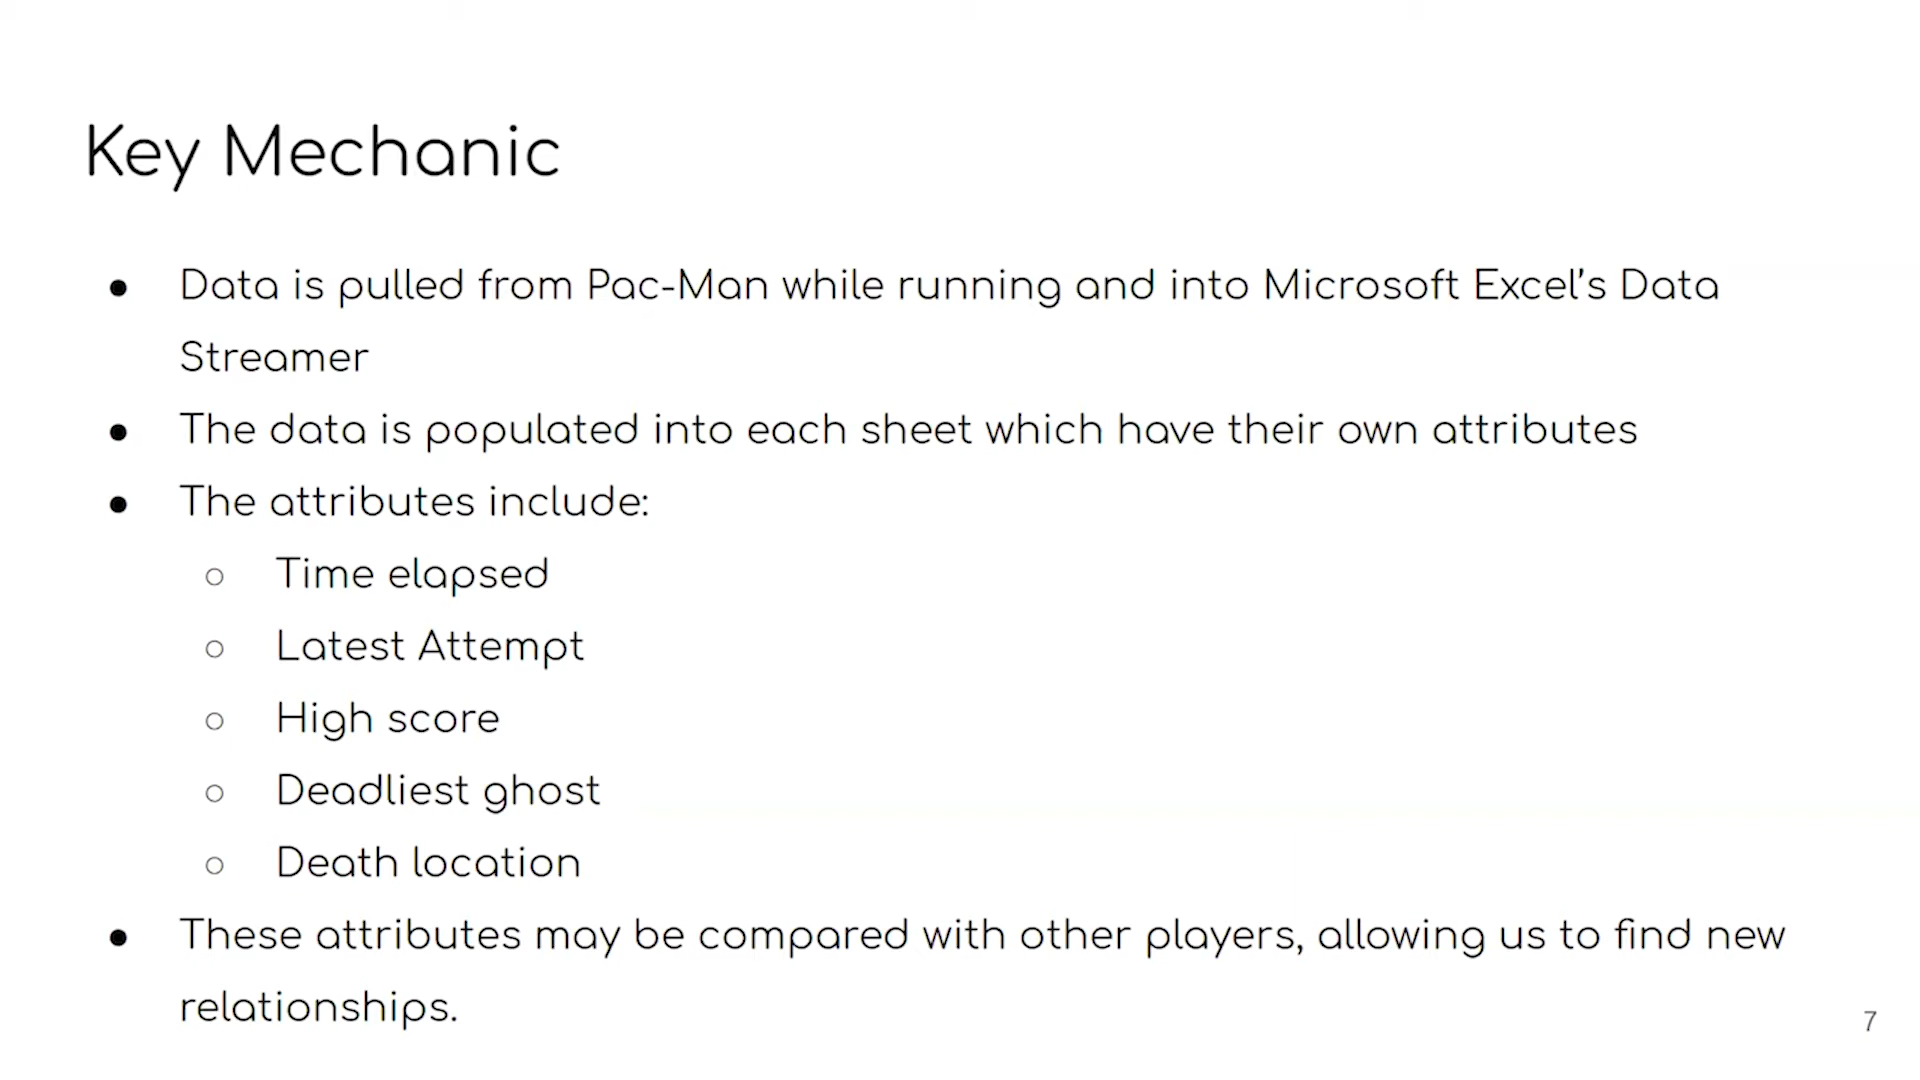 Key Mechanic
● Data is pulled from Pac-Man while running and into Microsoft Excel's Data
Streamer
● The data is populated into each sheet which have their own attributes
● The attributes include:
○ Time elapsed
○ Latest Attempt
○ High score
○ Deadliest ghost
○ Death location
● These attributes may be compared with other players, allowing us to find new
relationships.
7